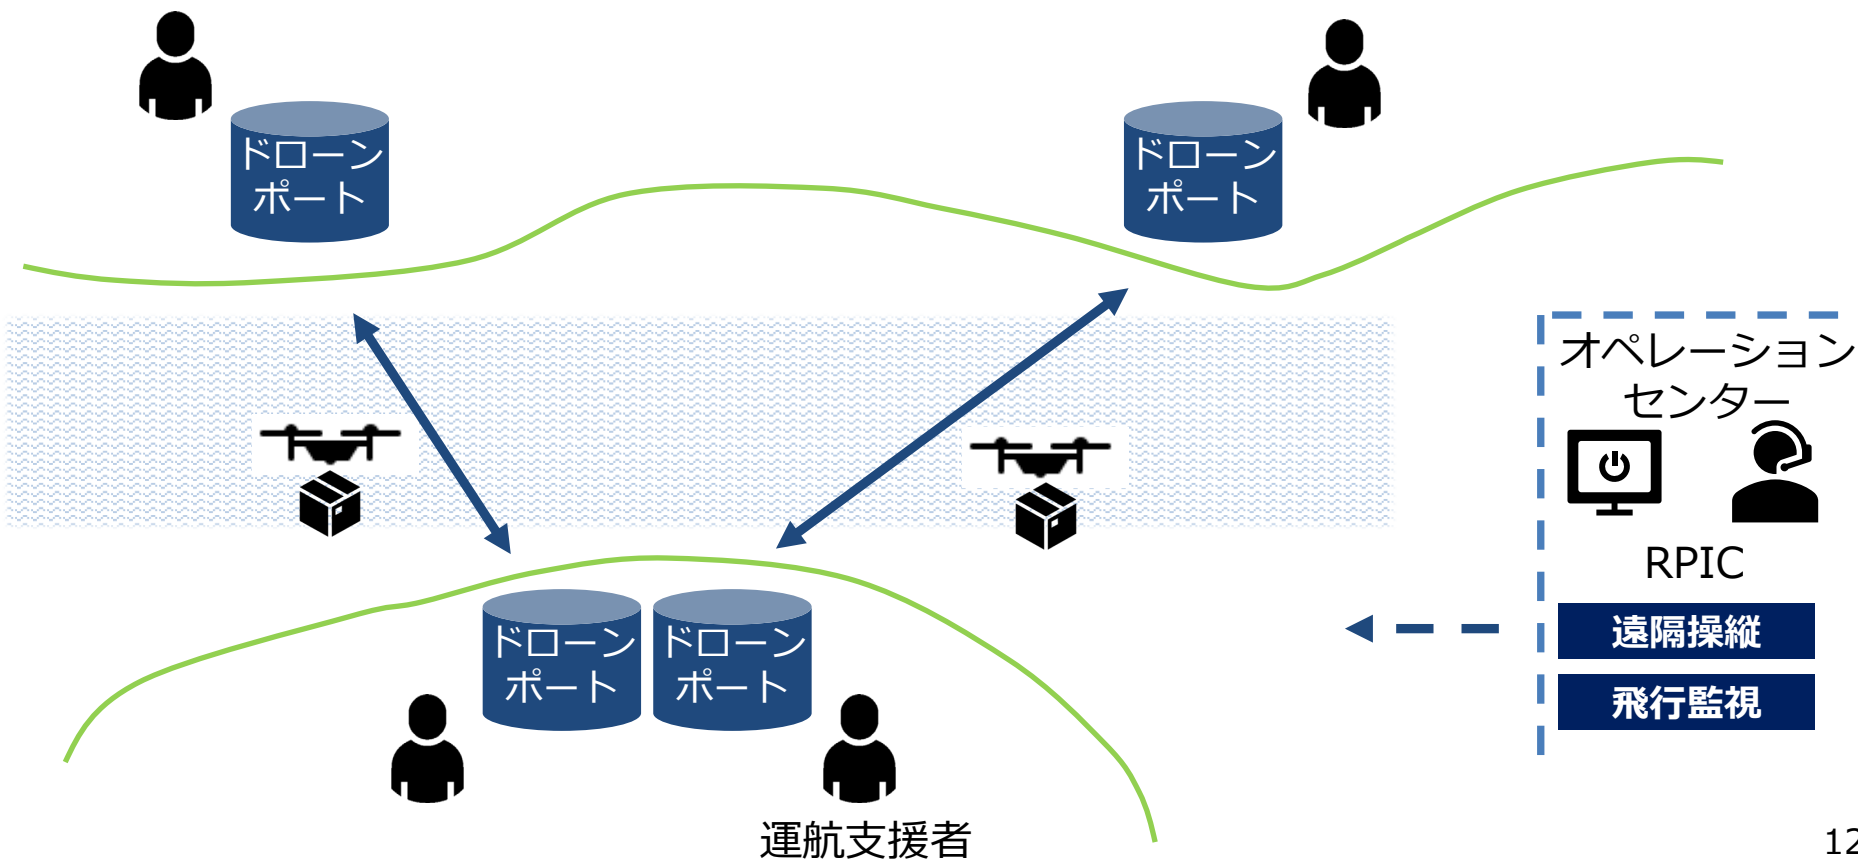 ドローン
ポート
ドローン
ポート
オペレーション
センター
RPIC
遠隔操縦
飛行監視
ドローン
ポート
ドローン
ポート
運航支援者
12